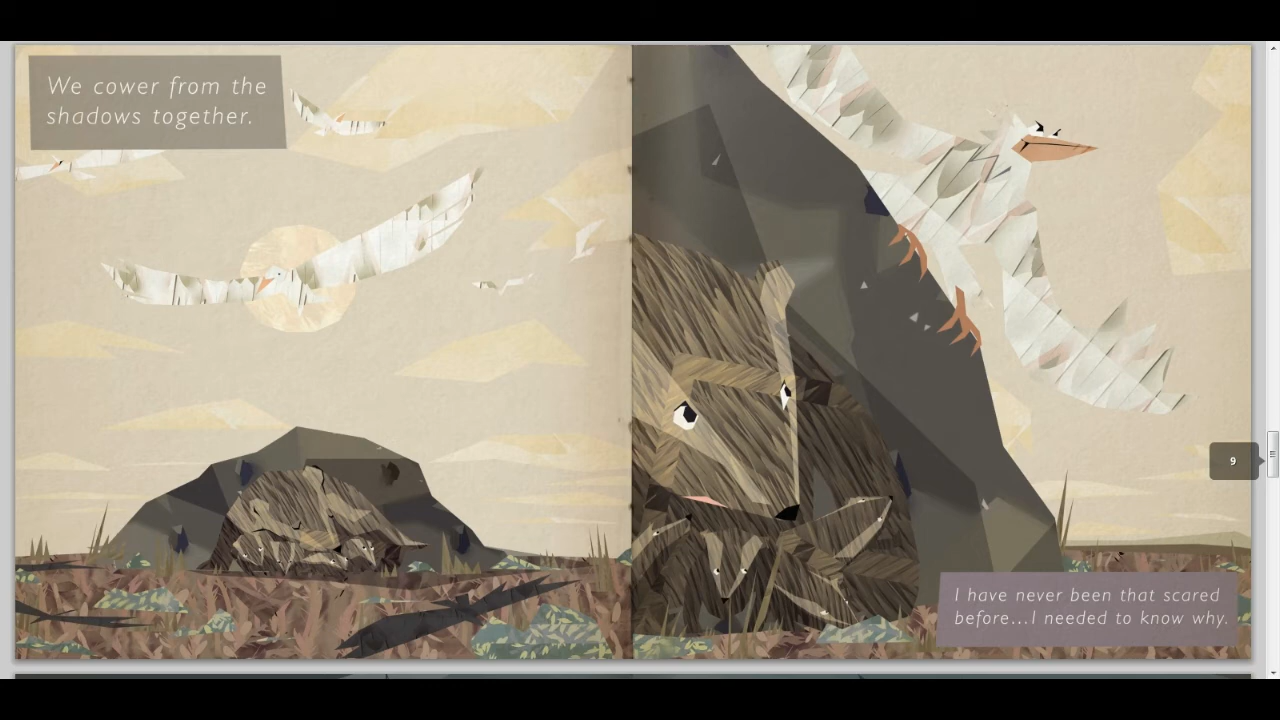 We cower from the
shadows together.
I have never been that scared
before...I needed to know why.
9